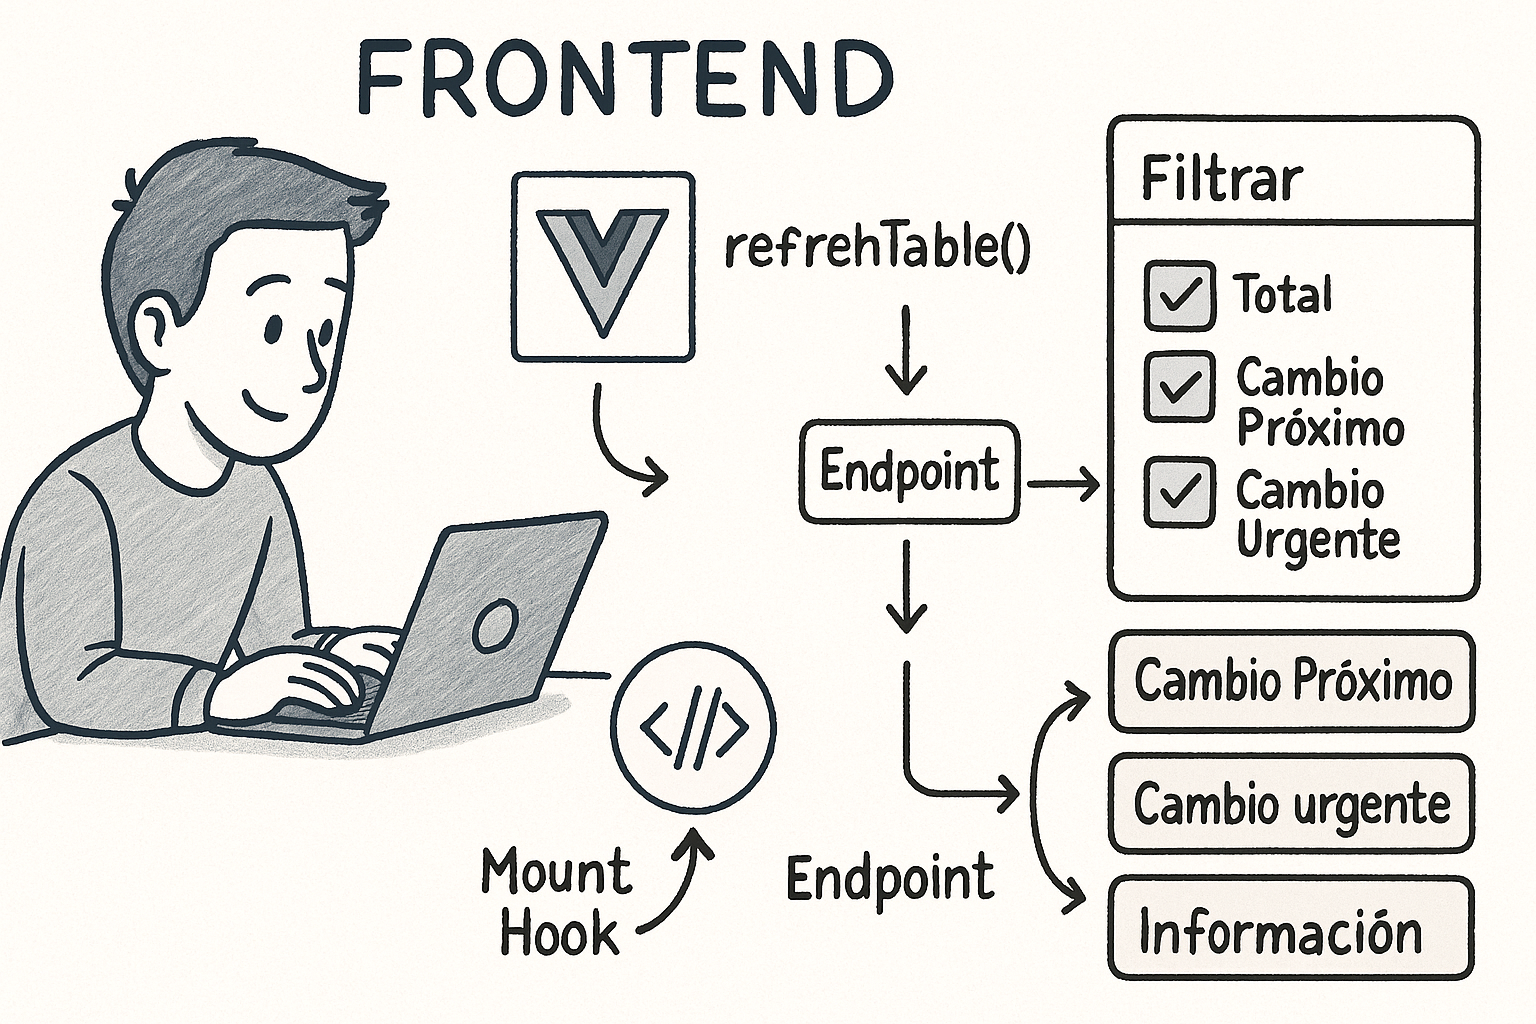 FRONTEND
refrehTable()
Endpoint
Filtrar
Total
Cambio
Próximo
Cambio
Urgente
Cambio Próximo
Cambio urgente
Información
Endpoint
Mount
Hook